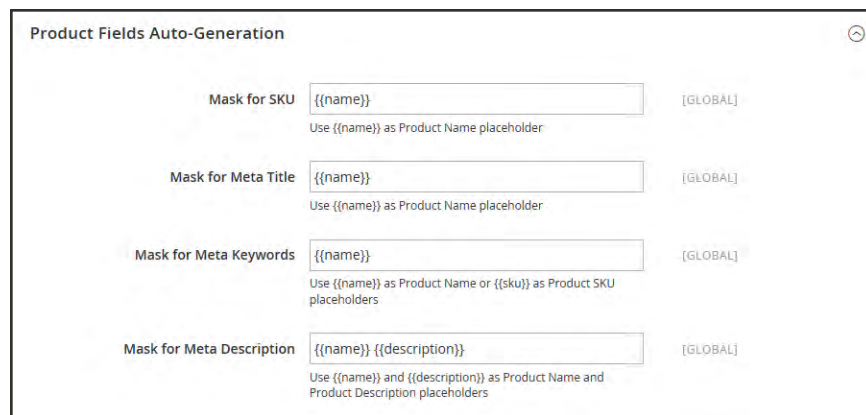 Product Fields Auto-Generation
Mask for SKU {{name}} [GLOBAL]
Use {{name}} as Product Name placeholder
Mask for Meta Title {{name}} [GLOBAL]
Use {{name}} as Product Name placeholder
Mask for Meta Keywords {{name}} [GLOBAL]
Use {{name}} as Product Name or {{sku}} as Product SKU
placeholders
Mask for Meta Description {{name}} {{description}} [GLOBAL]
Use {{name}} and {{description}} as Product Name and
Product Description placeholders